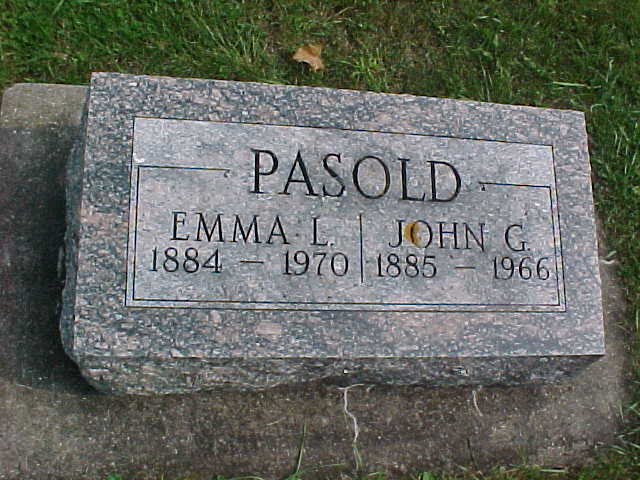 PASOLD
EMMA L. JOHN G.
1884 – 1970 1885 – 1966